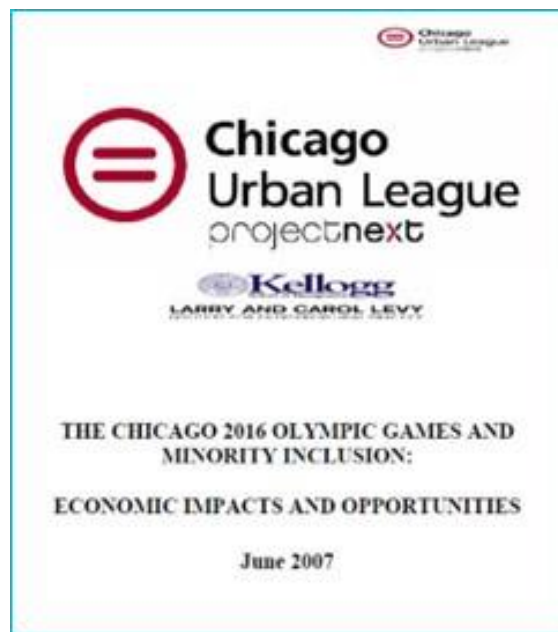 Chicago
Urban League
Chicago
Urban League
projectnext
Kellogg
LARRY AND CAROL LEVY
THE CHICAGO 2016 OLYMPIC GAMES AND
MINORITY INCLUSION:
ECONOMIC IMPACTS AND OPPORTUNITIES
June 2007